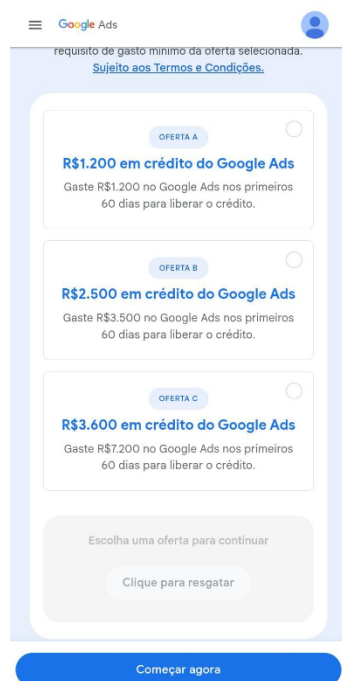 Google Ads
requisito de gasto mínimo da oferta selecionada.
Sujeito aos Termos e Condições.
OFERTA A
R$1.200 em crédito do Google Ads
Gaste R$1.200 no Google Ads nos primeiros
60 dias para liberar o crédito.
OFERTA B
R$2.500 em crédito do Google Ads
Gaste R$3.500 no Google Ads nos primeiros
60 dias para liberar o crédito.
OFERTA C
R$3.600 em crédito do Google Ads
Gaste R$7.200 no Google Ads nos primeiros
60 dias para liberar o crédito.
Escolha uma oferta para continuar
Clique para resgatar
Começar agora